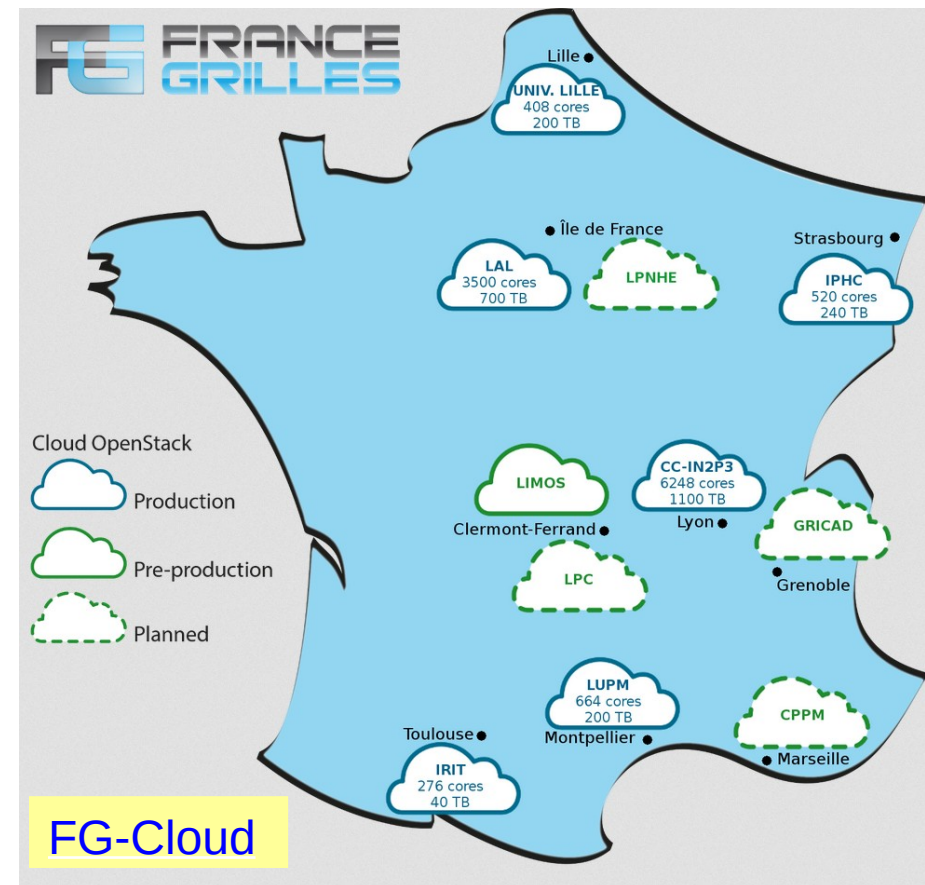 FG FRANCE
GRILLES
Lille
UNIV. LILLE
408 cores
200 TB
Île de France
LAL
3500 cores
700 TB
LPNHE
Strasbourg
IPHC
520 cores
240 TB
Cloud OpenStack
Production
Pre-production
Planned
LIMOS
Clermont-Ferrand
LPC
CC-IN2P3
6248 cores
1100 TB
Lyon
GRICAD
Grenoble
LUPM
664 cores
200 TB
Montpellier
CPPM
Marseille
Toulouse
IRIT
276 cores
40 TB
FG-Cloud